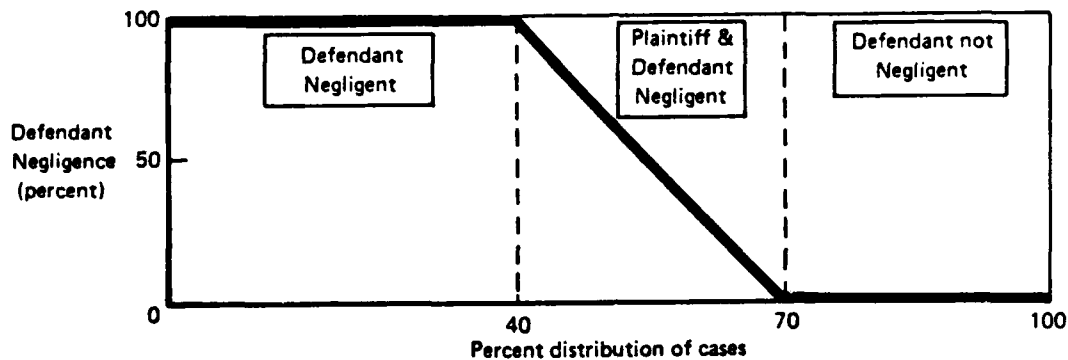 100
Defendant
Negligent
Plaintiff &
Defendant
Negligent
Defendant not
Negligent
Defendant
Negligence
(percent)
50
0
0
40
70
100
Percent distribution of cases